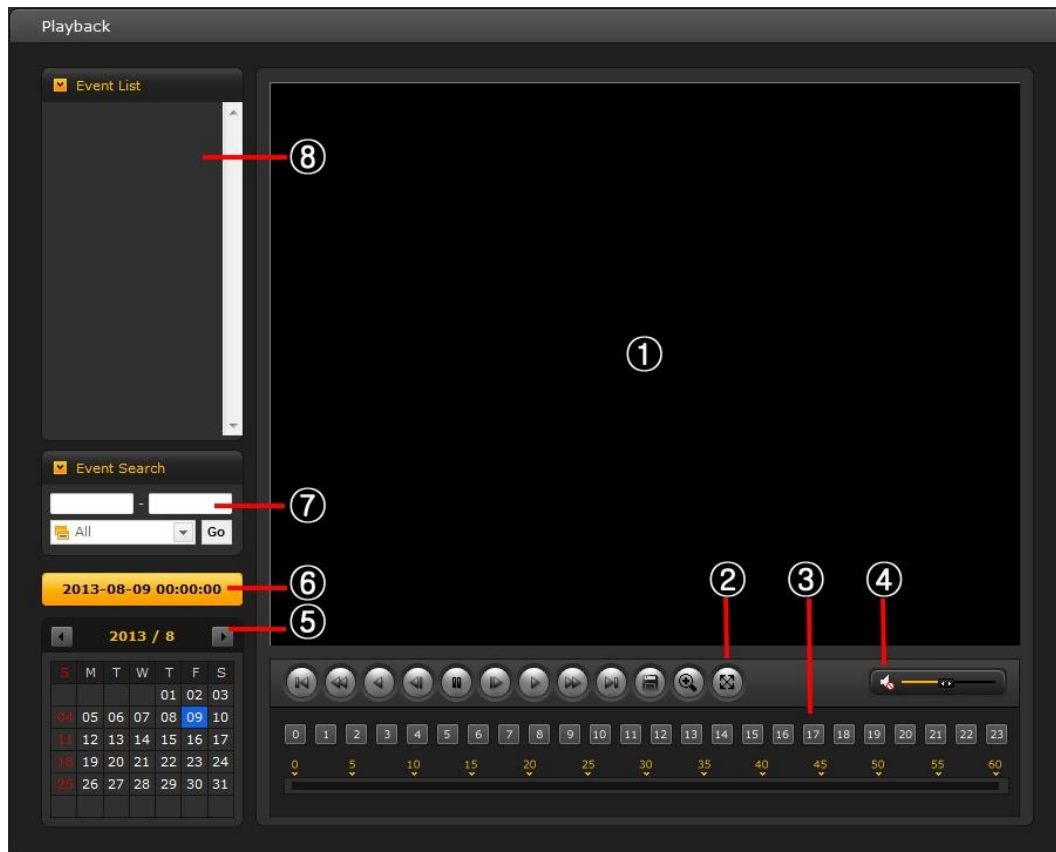 Playback
Event List
⑧
①
Event Search
-
⑦
All Go
2013-08-09 00:00:00
⑥
② ③ ④
2013 / 8
⑤
S M T W T F S
01 02 03
04 05 06 07 08 09 10
11 12 13 14 15 16 17
18 19 20 21 22 23 24
25 26 27 28 29 30 31
0 1 2 3 4 5 6 7 8 9 10 11 12 13 14 15 16 17 18 19 20 21 22 23
0 5 10 15 20 25 30 35 40 45 50 55 60